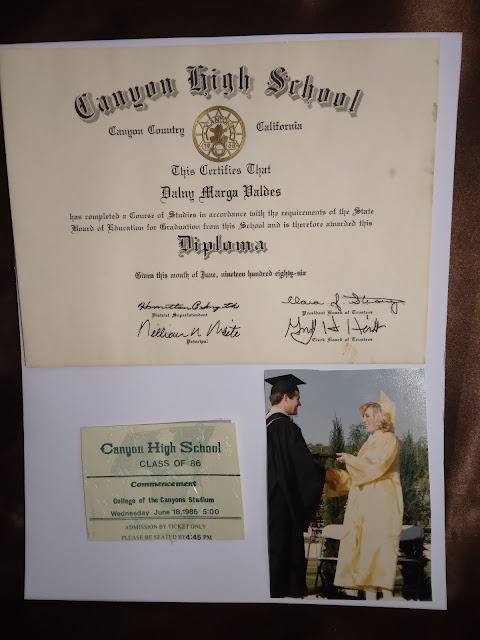 Canyon High School
Canyon Country California
CANYON
1968
This Certifies That
Dalny Marga Valdes
has completed a Course of Studies in accordance with the requirements of the State
Board of Education for Graduation from this School and is therefore awarded this
Diploma
Given this month of June, nineteen hundred eighty-six
District Superintendent
President Board of Trustees
William N. White
Principal
Clerk Board of Trustees
Canyon High School
CLASS OF 86
Commencement
College of the Canyons Stadium
Wednesday, June 18, 1986 5:00
ADMISSION BY TICKET ONLY
PLEASE BE SEATED BY 4:45 PM